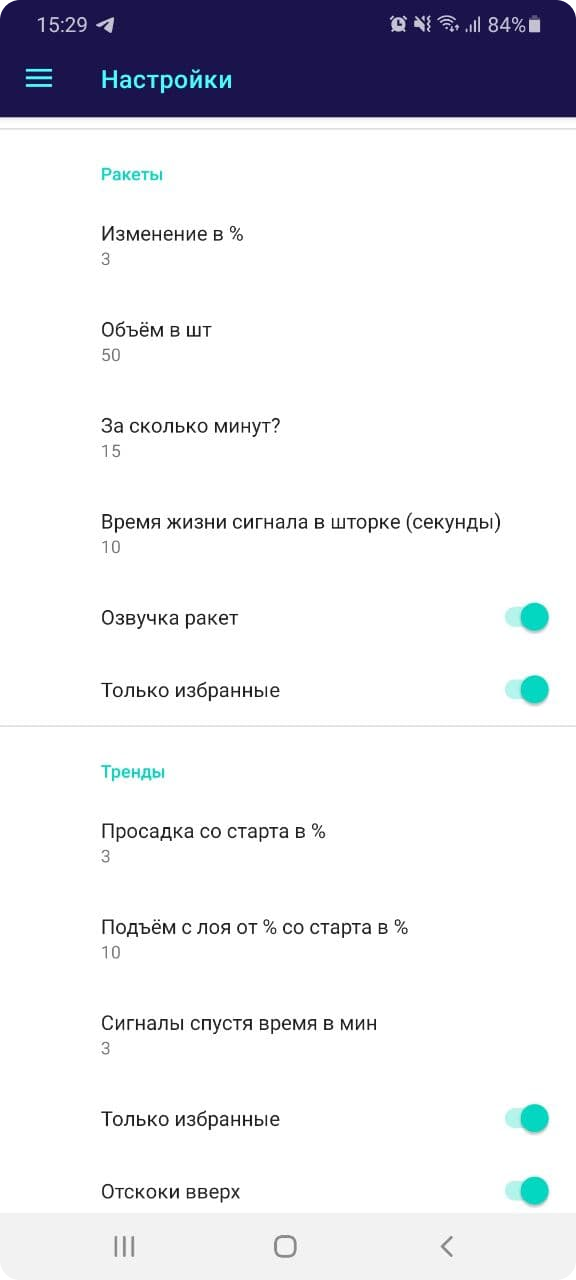 15:29 84%
Настройки
Ракеты
Изменение в %
3
Объём в шт
50
За сколько минут?
15
Время жизни сигнала в шторке (секунды)
10
Озвучка ракет
Только избранные
Тренды
Просадка со старта в %
3
Подъём с лоя от % со старта в %
10
Сигналы спустя время в мин
3
Только избранные
Отскоки вверх